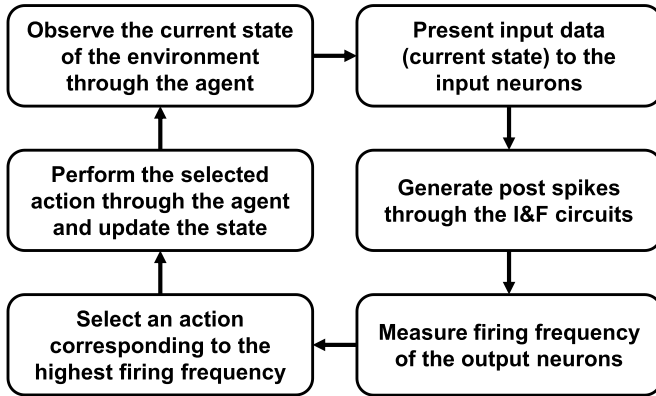 Observe the current state
of the environment
through the agent
Present input data
(current state) to the
input neurons
Generate post spikes
through the I&F circuits
Measure firing frequency
of the output neurons
Select an action
corresponding to the
highest firing frequency
Perform the selected
action through the agent
and update the state